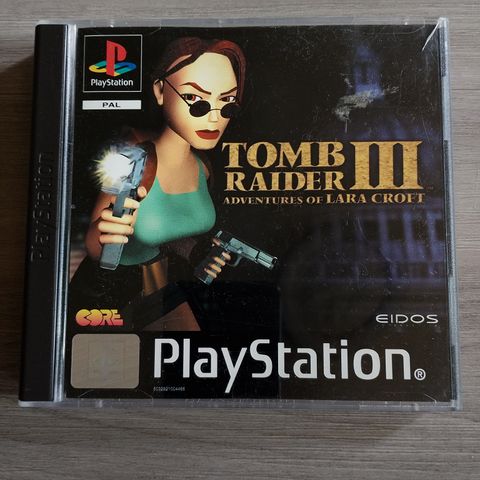 PlayStation
PAL
PlayStation
TOMB
RAIDER III
ADVENTURES OF LARA CROFT
CORE
EIDOS
PlayStation®